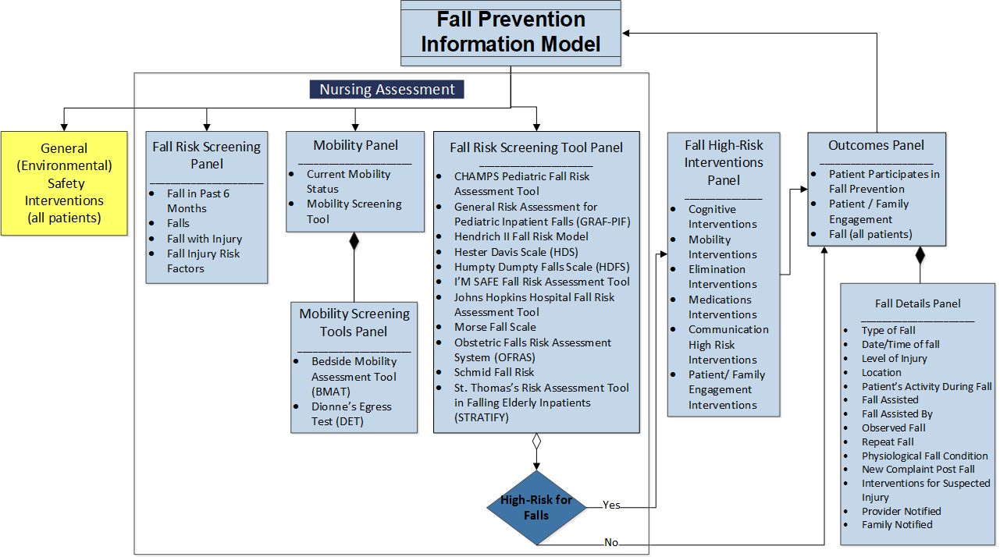 Fall Prevention
Information Model
Nursing Assessment
General
(Environmental)
Safety
Interventions
(all patients)
Fall Risk Screening
Panel
• Fall in Past 6
Months
• Falls
• Fall with Injury
• Fall Injury Risk
Factors
Mobility Panel
• Current Mobility
Status
• Mobility Screening
Tool
Mobility Screening
Tools Panel
• Bedside Mobility
Assessment Tool
(BMAT)
• Dionne’s Egress
Test (DET)
Fall Risk Screening Tool Panel
• CHAMPS Pediatric Fall Risk
Assessment Tool
• General Risk Assessment for
Pediatric Inpatient Falls (GRAF-PIF)
• Hendrich II Fall Risk Model
• Hester Davis Scale (HDS)
• Humpty Dumpty Falls Scale (HDFS)
• I’M SAFE Fall Risk Assessment Tool
• Johns Hopkins Hospital Fall Risk
Assessment Tool
• Morse Fall Scale
• Obstetric Falls Risk Assessment
System (OFRAS)
• Schmid Fall Risk
• St. Thomas’s Risk Assessment Tool
in Falling Elderly Inpatients
(STRATIFY)
High-Risk for
Falls
Yes
No
Fall High-Risk
Interventions
Panel
• Cognitive
Interventions
• Mobility
Interventions
• Elimination
Interventions
• Medications
Interventions
• Communication
High Risk
Interventions
• Patient/ Family
Engagement
Interventions
Outcomes Panel
• Patient Participates in
Fall Prevention
• Patient / Family
Engagement
• Fall (all patients)
Fall Details Panel
• Type of Fall
• Date/Time of fall
• Level of Injury
• Location
• Patient’s Activity During Fall
• Fall Assisted
• Fall Assisted By
• Observed Fall
• Repeat Fall
• Physiological Fall Condition
• New Complaint Post Fall
• Interventions for Suspected
Injury
• Provider Notified
• Family Notified